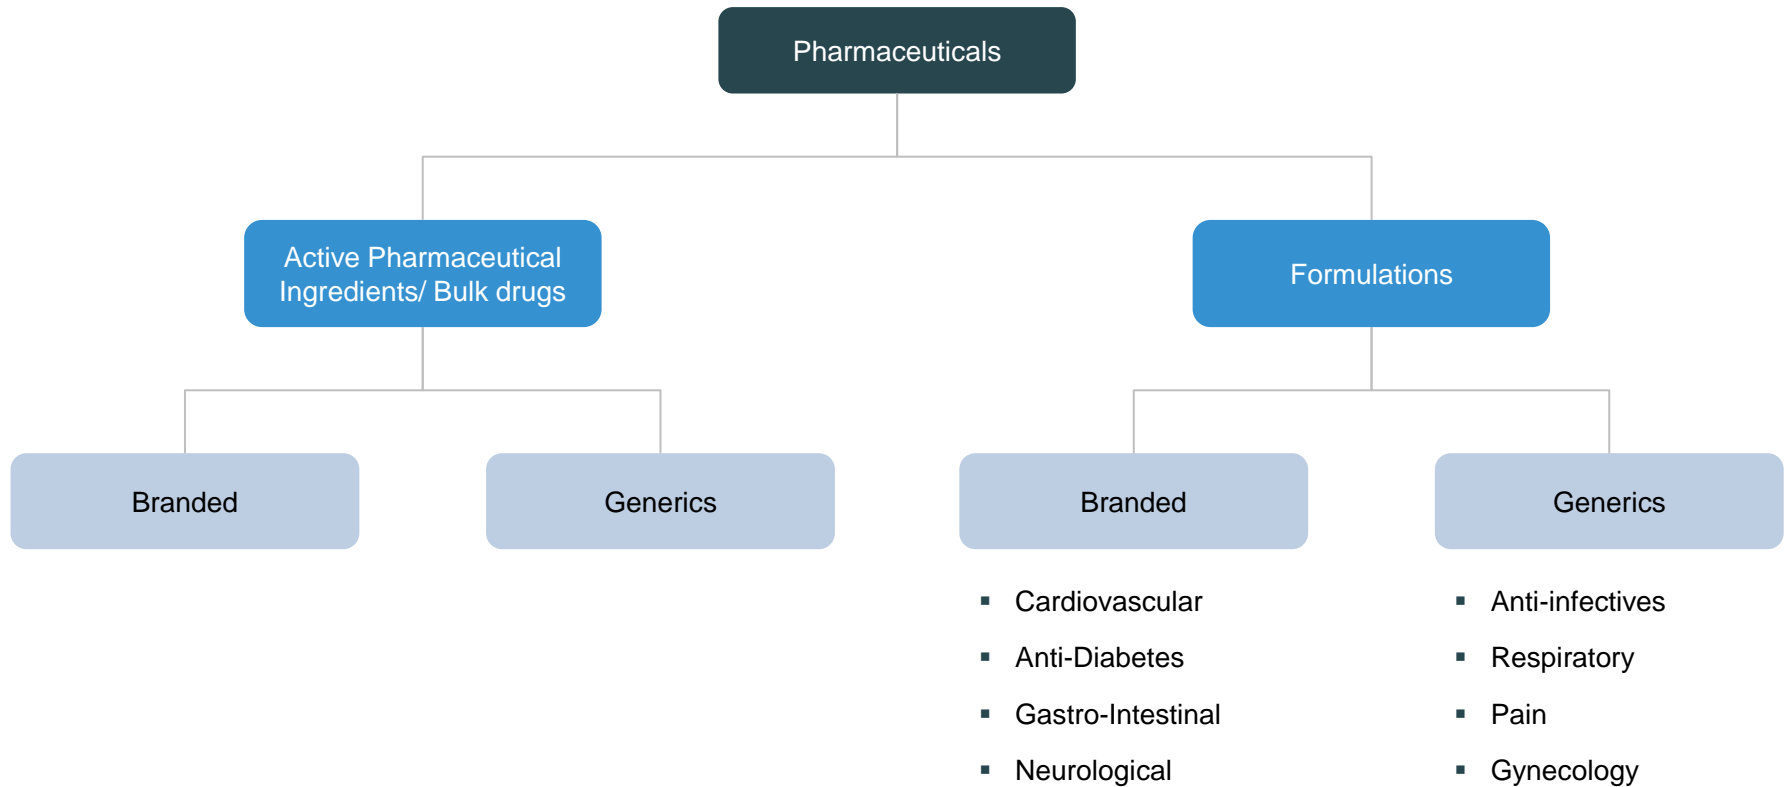 Pharmaceuticals
Active Pharmaceutical
Ingredients/ Bulk drugs
Formulations
Branded
Generics
Branded
Generics
▪ Cardiovascular
▪ Anti-Diabetes
▪ Gastro-Intestinal
▪ Neurological
▪ Anti-infectives
▪ Respiratory
▪ Pain
▪ Gynecology